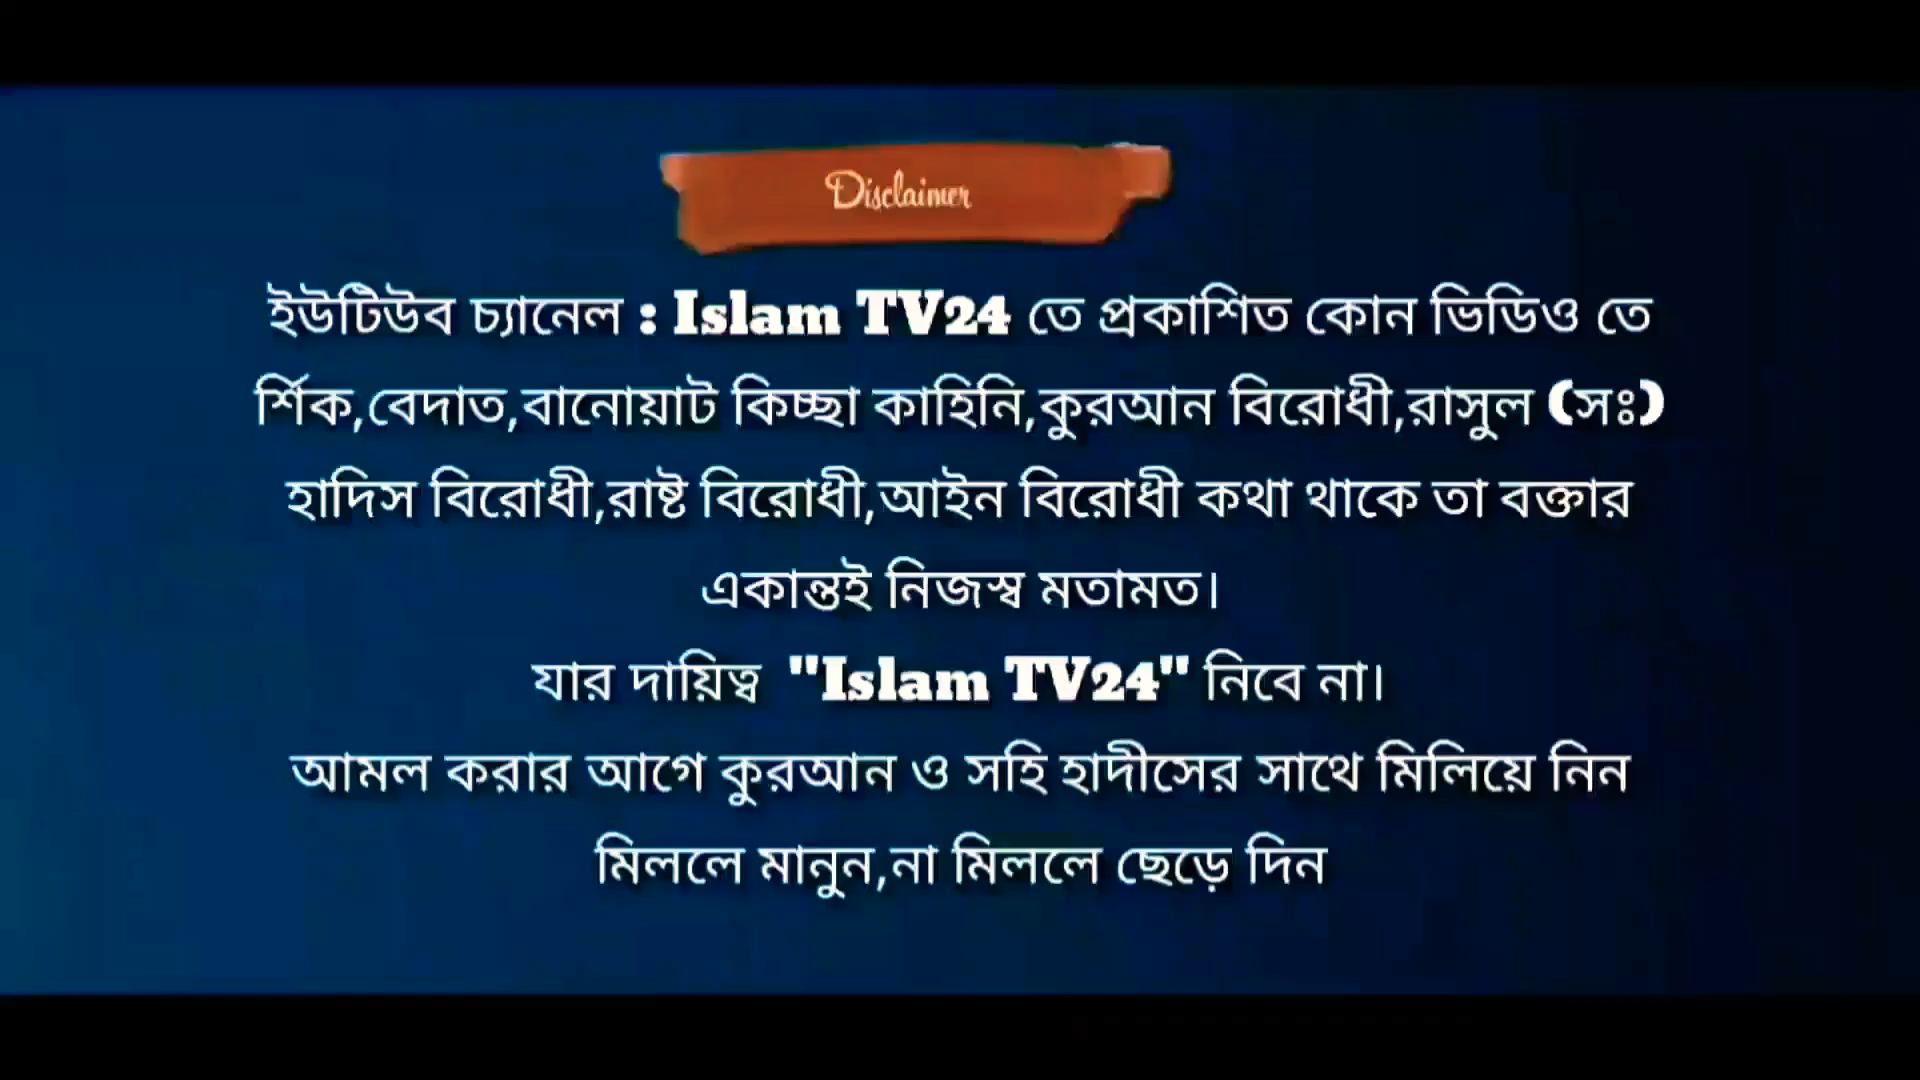 Disclaimer
ইউটিউব চ্যানেল : Islam TV24 তে প্রকাশিত কোন ভিডিও তে
র্শিক,বেদাত,বানোয়াট কিচ্ছা কাহিনি,কুরআন বিরোধী,রাসুল (সঃ)
হাদিস বিরোধী,রাষ্ট বিরোধী,আইন বিরোধী কথা থাকে তা বক্তার
একান্তই নিজস্ব মতামত।
যার দায়িত্ব "Islam TV24" নিবে না।
আমল করার আগে কুরআন ও সহি হাদীসের সাথে মিলিয়ে নিন
মিললে মানুন,না মিললে ছেড়ে দিন